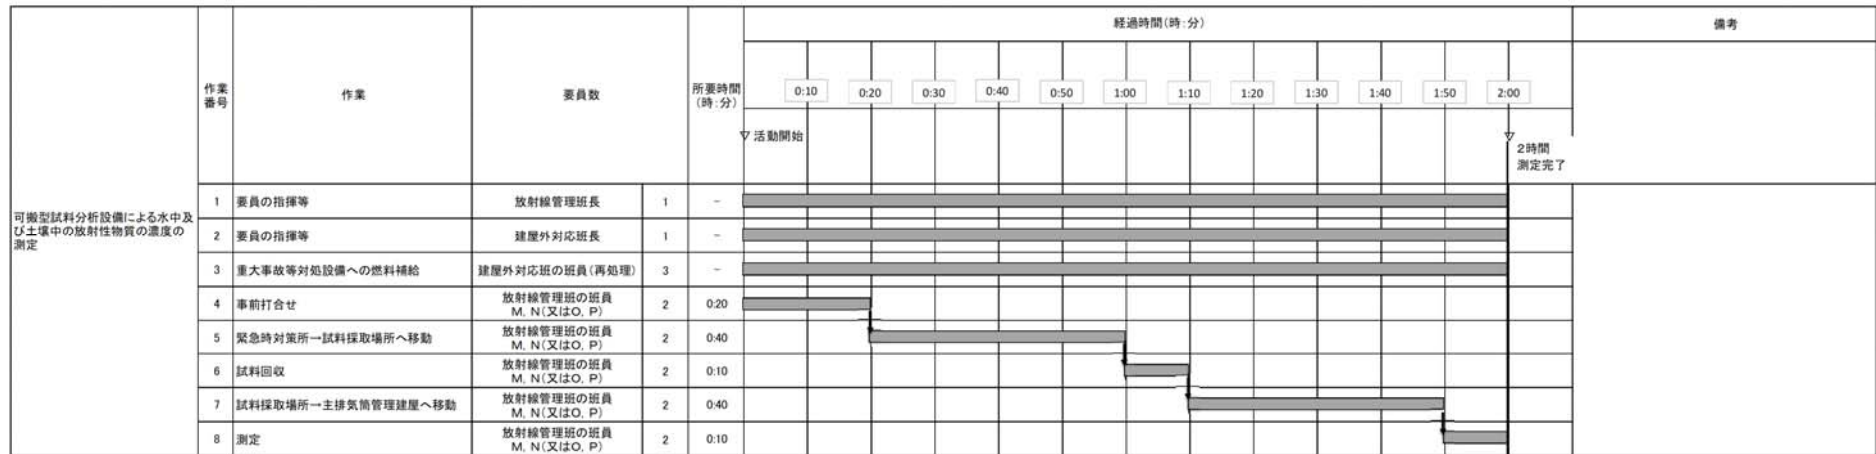 経過時間(時:分)
備考
作業
番号
作業
要員数
所要時間
(時:分)
0:10
0:20
0:30
0:40
0:50
1:00
1:10
1:20
1:30
1:40
1:50
2:00
▽活動開始
▽
2時間
測定完了
可搬型試料分析設備による水中及
び土壌中の放射性物質の濃度の
測定
1 要員の指揮等 放射線管理班長 1 -
2 要員の指揮等 建屋外対応班長 1 -
3 重大事故等対処設備への燃料補給 建屋外対応班の班員(再処理) 3 -
4 事前打合せ 放射線管理班の班員 2 0:20
M, N(又はO, P)
5 緊急時対策所→試料採取場所へ移動 放射線管理班の班員 2 0:40
M, N(又はO, P)
6 試料回収 放射線管理班の班員 2 0:10
M, N(又はO, P)
7 試料採取場所→主排気筒管理建屋へ移動 放射線管理班の班員 2 0:40
M, N(又はO, P)
8 測定 放射線管理班の班員 2 0:10
M, N(又はO, P)